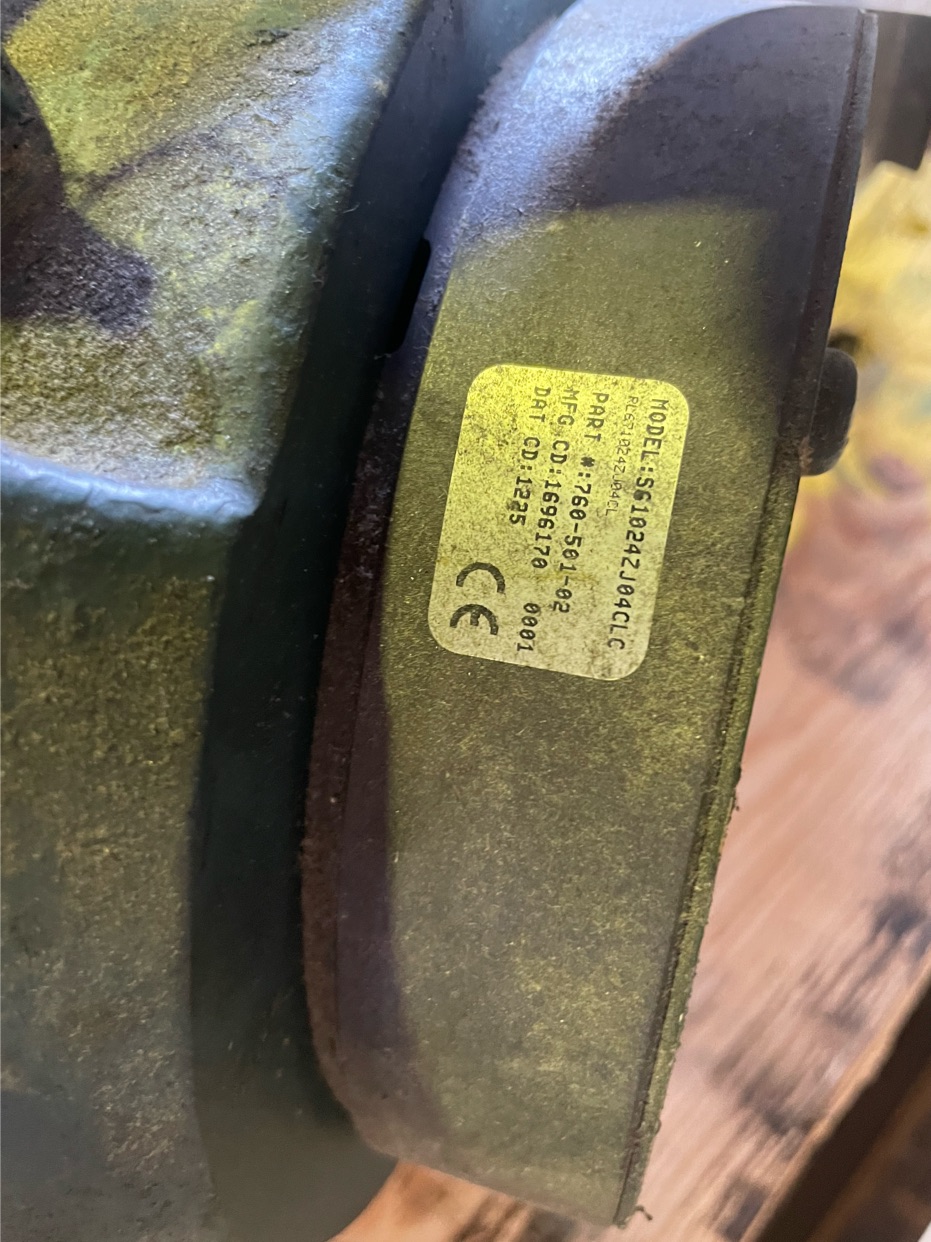 MODEL:SG1024ZJ04CLC
PART #:760-501-02
MFG CD:1696170 0001
DAT CD:1225
CE